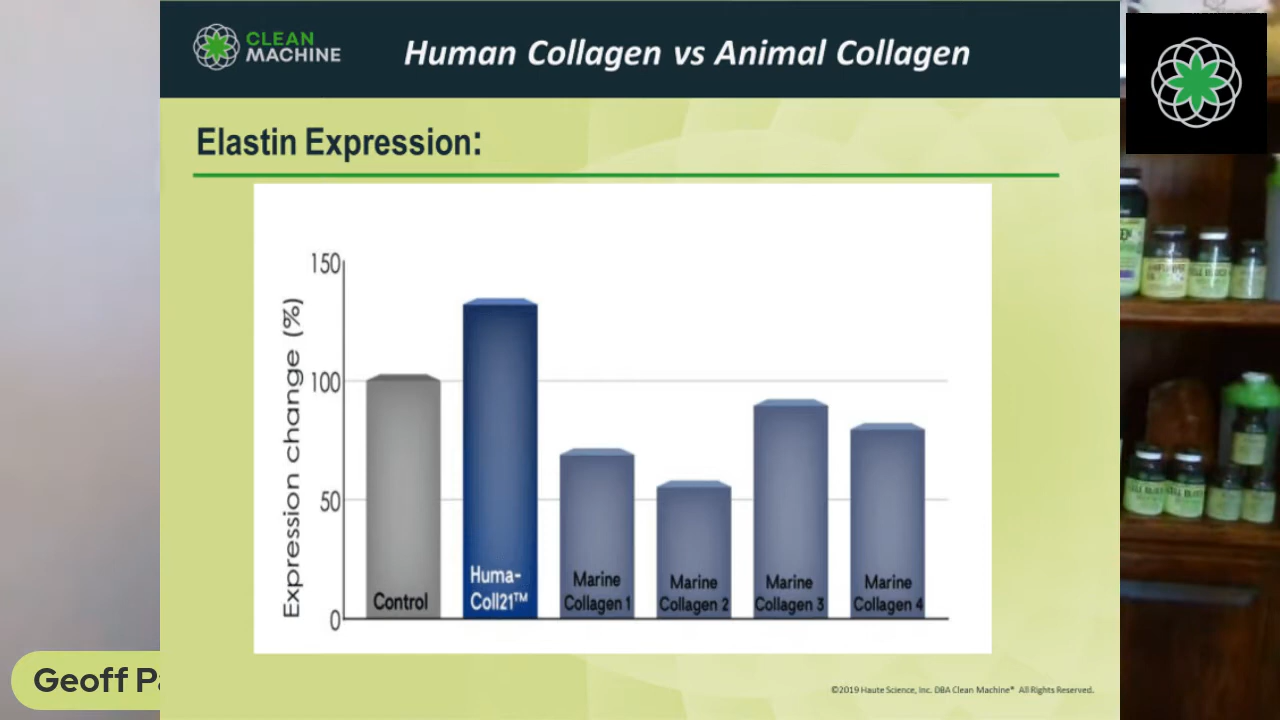 CLEAN
MACHINE
Human Collagen vs Animal Collagen
Elastin Expression:
Expression change (%)
150
100
50
0
Control
Huma-
Coll21™
Marine
Collagen 1
Marine
Collagen 2
Marine
Collagen 3
Marine
Collagen 4
Geoff Pa
©2019 Haute Science, Inc. DBA Clean Machine® All Rights Reserved.